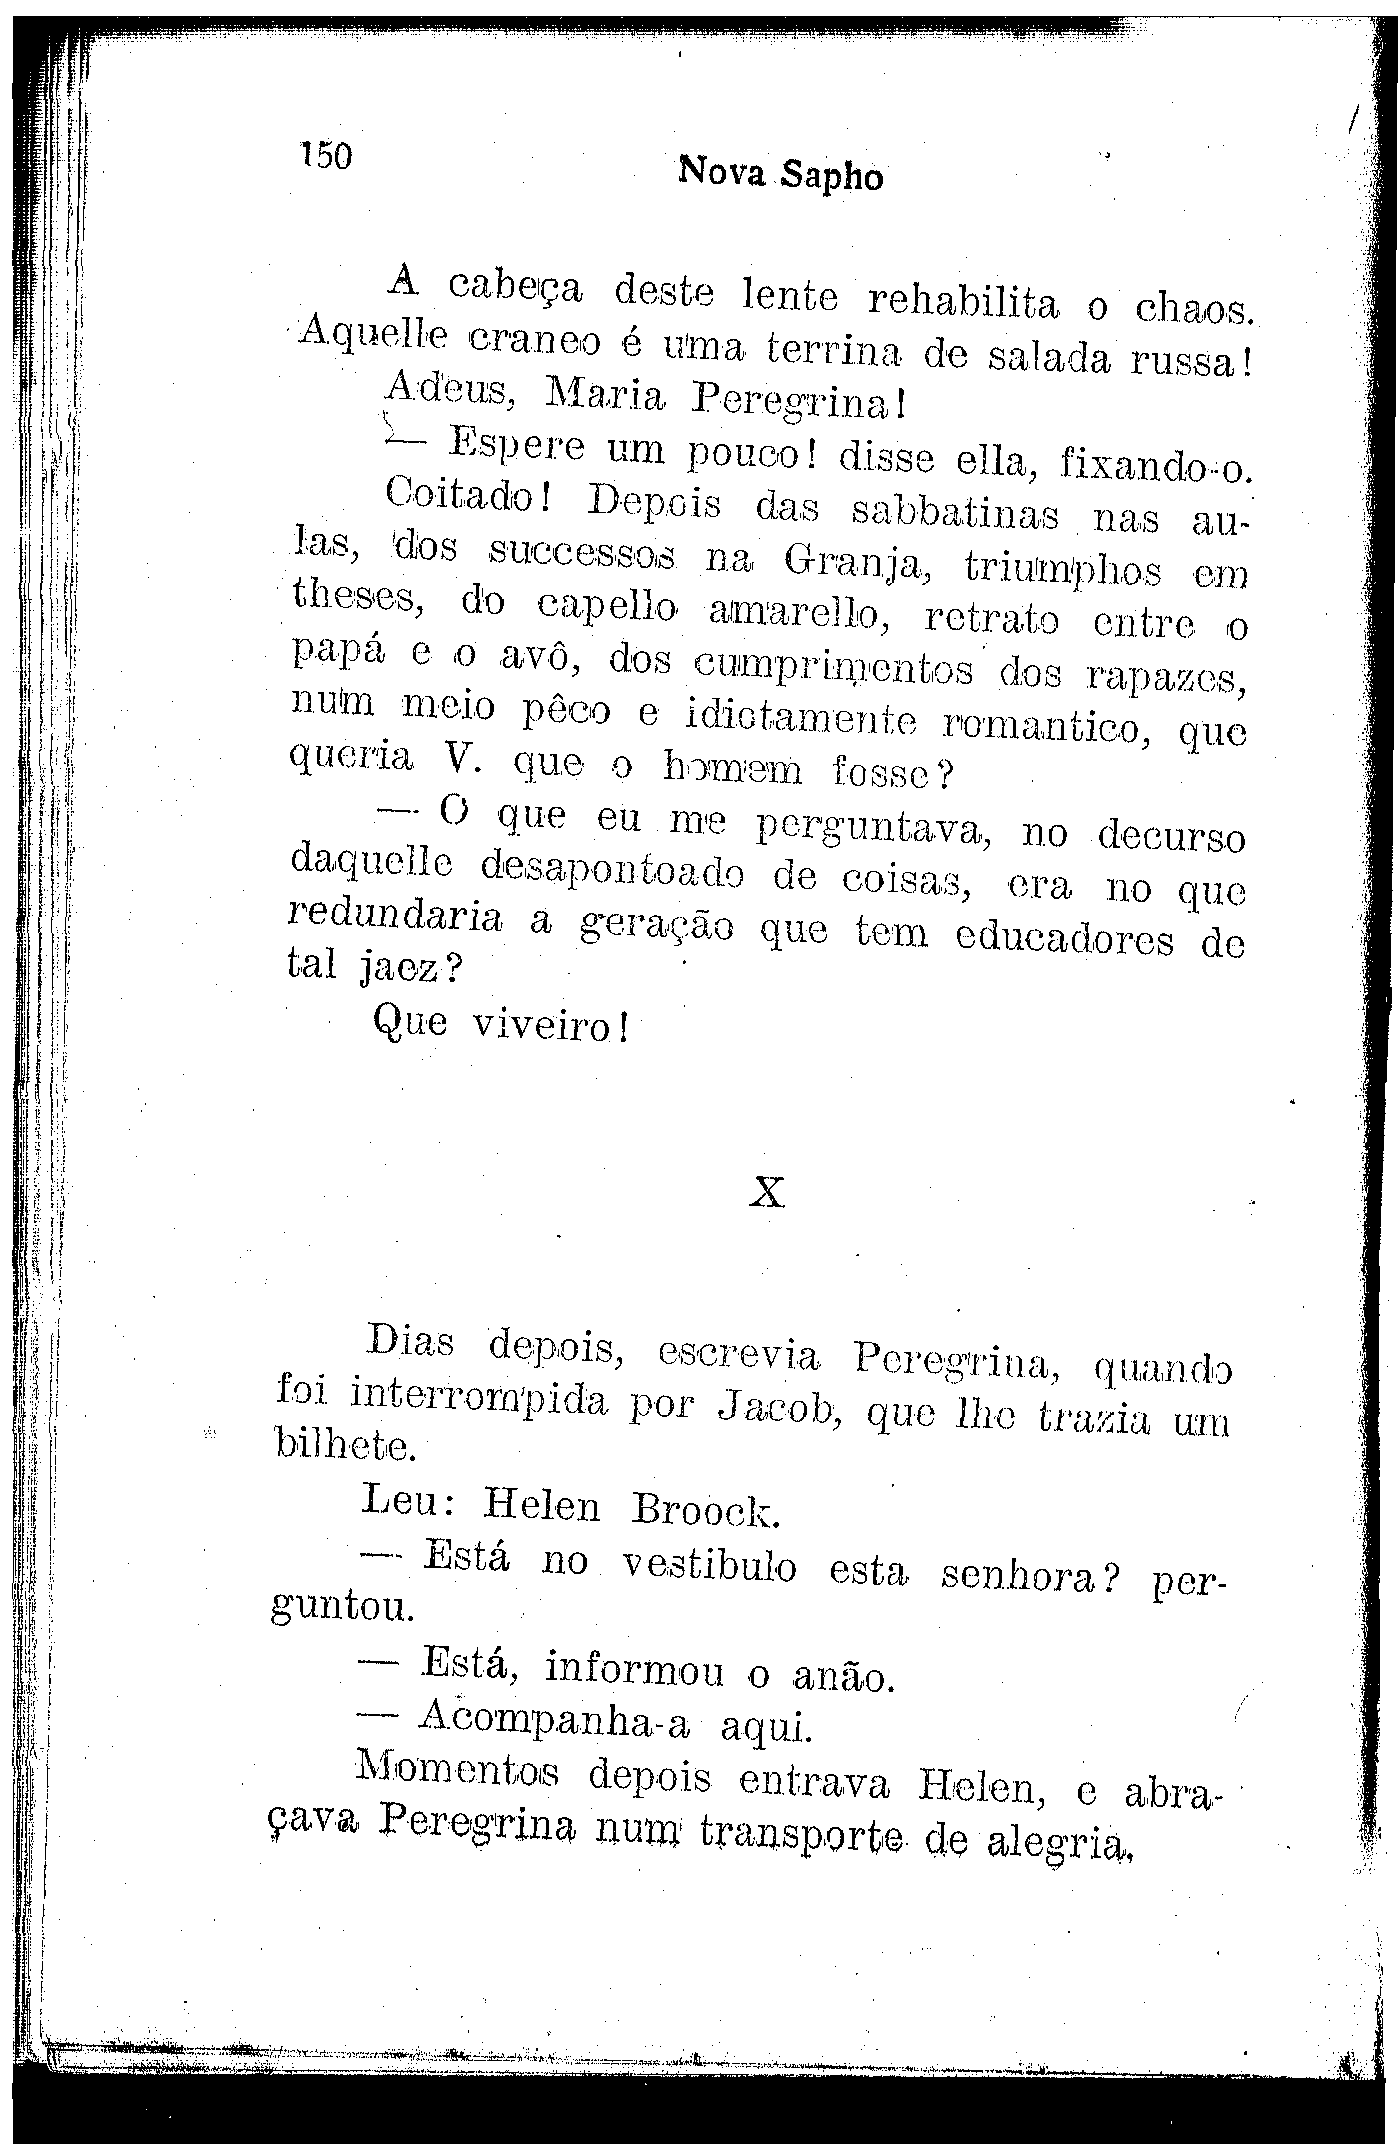 150
Nova Sapho
A cabeça deste lente rehabilita o chaos.
Aquelle craneo é uma terrina de salada russa!
Adeus, Maria Peregrina!
— Espere um pouco! disse ella, fixando-o.
Coitado! Depois das sabbatinas nas au-
las, dos successos na Granja, triumphos em
theses, do capello amarello, retrato entre o
papá e o avô, dos cumprimentos dos rapazes,
num meio pêco e idiotamente romantico, que
queria V. que o homem fosse?
— O que eu me perguntava, no decurso
daquelle desapontoado de coisas, era no que
redundaria a geração que tem educadores de
tal jaez?
Que viveiro!
X
Dias depois, escrevia Peregrina, quando
foi interrompida por Jacob, que lhe trazia um
bilhete.
Leu: Helen Broock.
— Está no vestibulo esta senhora? per-
guntou.
— Está, informou o anão.
— Acompanha-a aqui.
Momentos depois entrava Helen, e abra-
çava Peregrina num transporte de alegria.